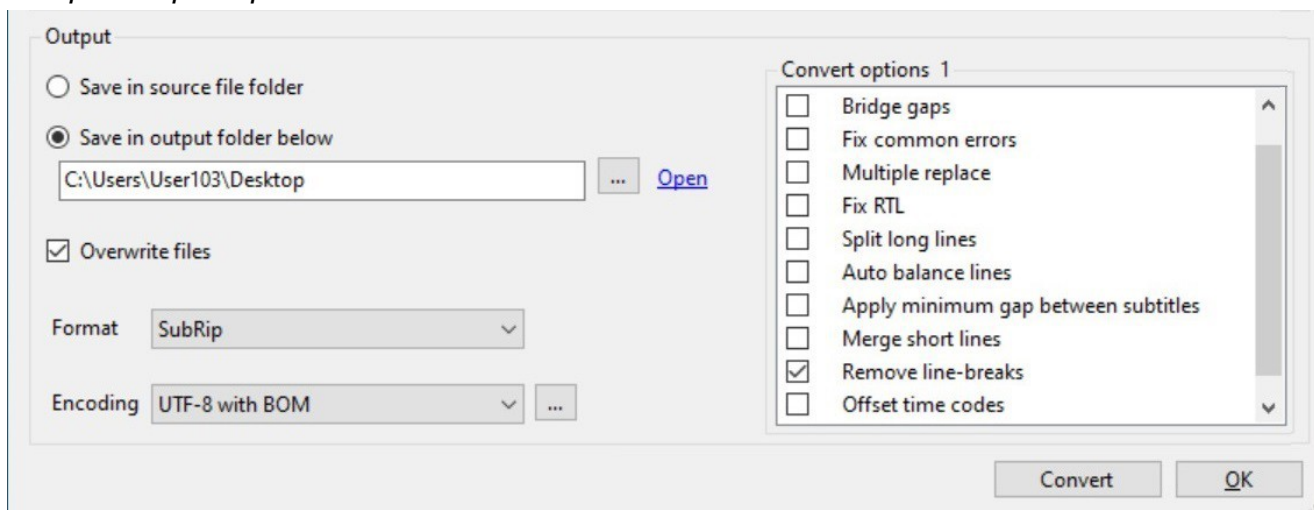 Output
Save in source file folder
Save in output folder below
C:\Users\User103\Desktop
...
Open
Overwrite files
Format
SubRip
Encoding
UTF-8 with BOM
...
Convert options 1
Bridge gaps
Fix common errors
Multiple replace
Fix RTL
Split long lines
Auto balance lines
Apply minimum gap between subtitles
Merge short lines
Remove line-breaks
Offset time codes
Convert
OK